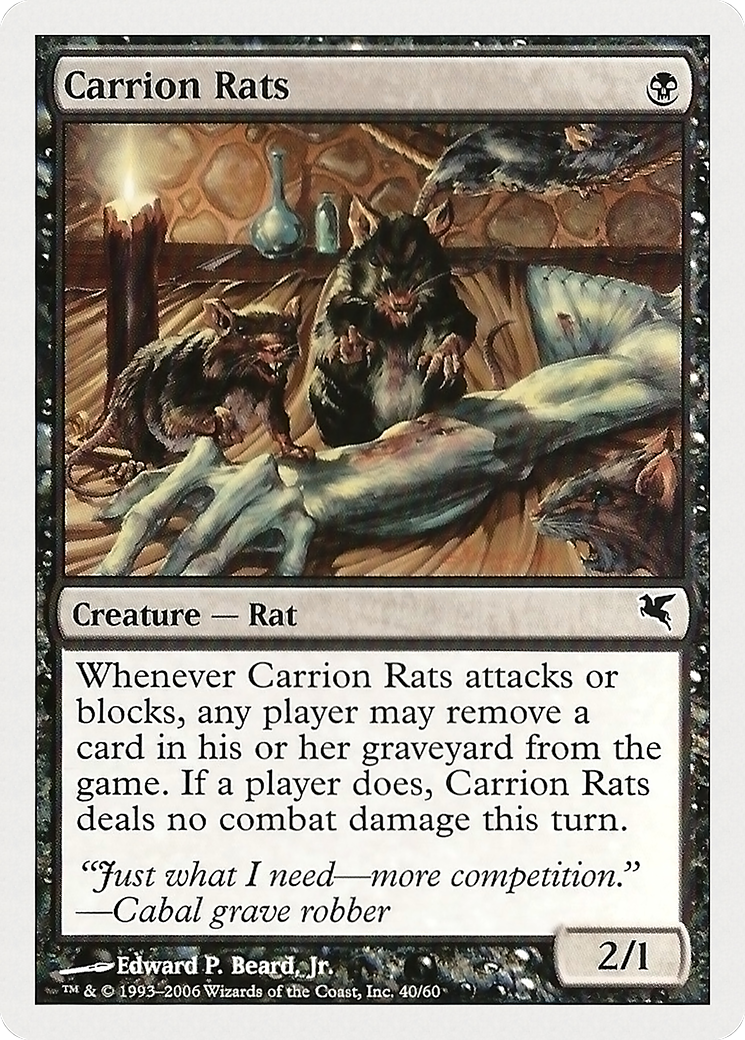 Carrion Rats
Creature — Rat
Whenever Carrion Rats attacks or
blocks, any player may remove a
card in his or her graveyard from the
game. If a player does, Carrion Rats
deals no combat damage this turn.
“Just what I need—more competition.”
—Cabal grave robber
2/1
Edward P. Beard, Jr.
™ & © 1993–2006 Wizards of the Coast, Inc. 40/60